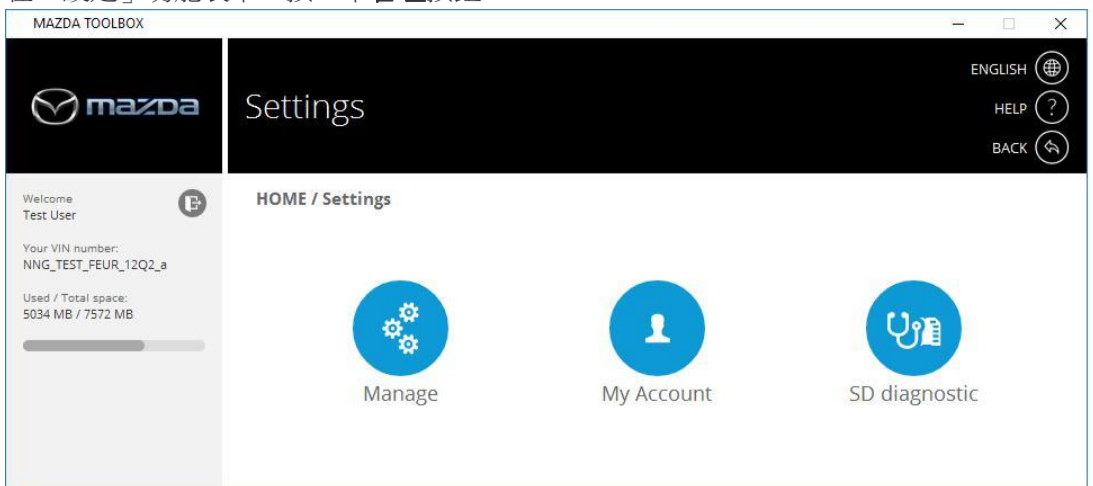 MAZDA TOOLBOX
mazda
Settings
ENGLISH
HELP ?
BACK
Welcome
Test User
Your VIN number:
NNG_TEST_FEUR_12Q2_a
Used / Total space:
5034 MB / 7572 MB
HOME / Settings
Manage
My Account
SD diagnostic